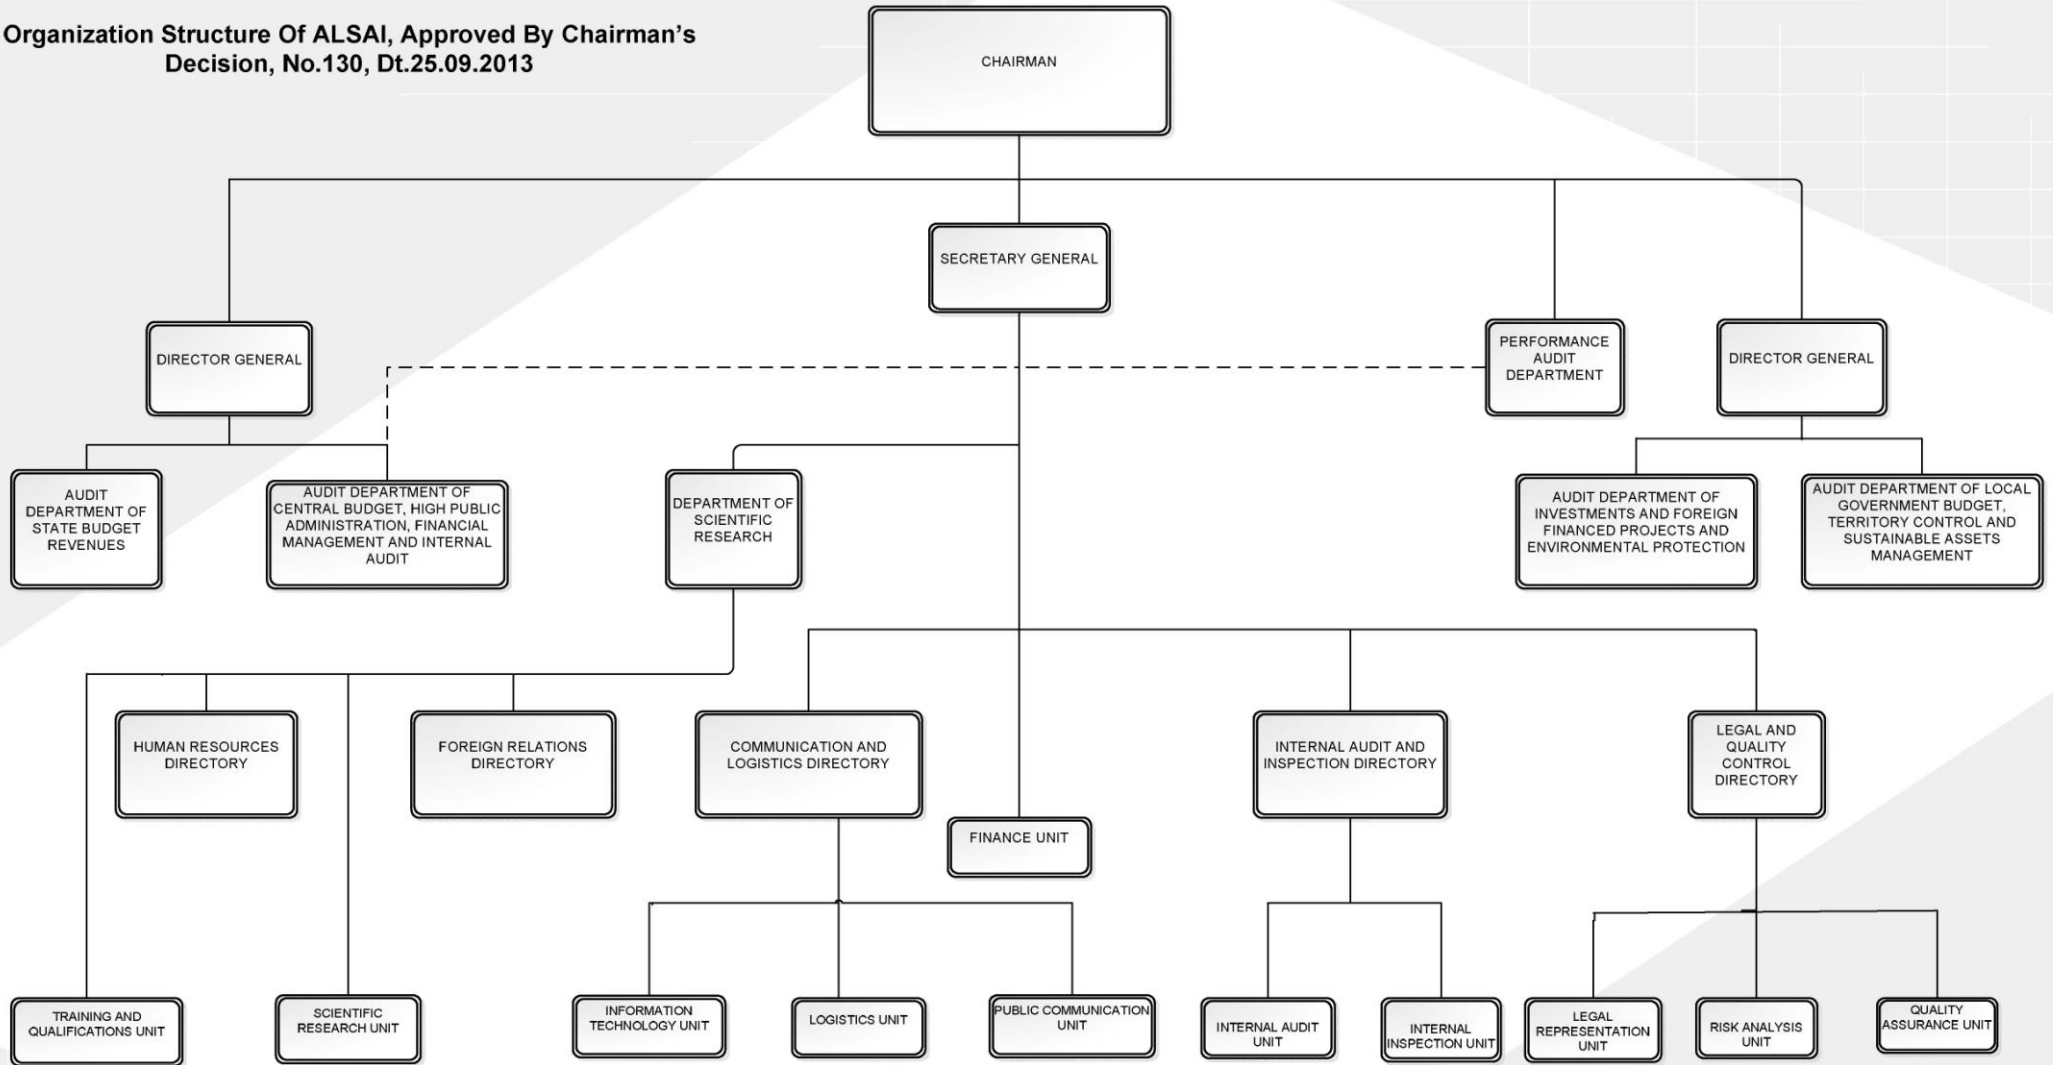 Organization Structure Of ALSAI, Approved By Chairman's
Decision, No.130, Dt.25.09.2013
CHAIRMAN
SECRETARY GENERAL
DIRECTOR GENERAL
PERFORMANCE
AUDIT
DEPARTMENT
DIRECTOR GENERAL
AUDIT
DEPARTMENT OF
STATE BUDGET
REVENUES
AUDIT DEPARTMENT OF
CENTRAL BUDGET, HIGH PUBLIC
ADMINISTRATION, FINANCIAL
MANAGEMENT AND INTERNAL
AUDIT
DEPARTMENT OF
SCIENTIFIC
RESEARCH
AUDIT DEPARTMENT OF
INVESTMENTS AND FOREIGN
FINANCED PROJECTS AND
ENVIRONMENTAL PROTECTION
AUDIT DEPARTMENT OF LOCAL
GOVERNMENT BUDGET,
TERRITORY CONTROL AND
SUSTAINABLE ASSETS
MANAGEMENT
HUMAN RESOURCES
DIRECTORY
FOREIGN RELATIONS
DIRECTORY
COMMUNICATION AND
LOGISTICS DIRECTORY
INTERNAL AUDIT AND
INSPECTION DIRECTORY
LEGAL AND
QUALITY
CONTROL
DIRECTORY
FINANCE UNIT
TRAINING AND
QUALIFICATIONS UNIT
SCIENTIFIC
RESEARCH UNIT
INFORMATION
TECHNOLOGY UNIT
LOGISTICS UNIT
PUBLIC COMMUNICATION
UNIT
INTERNAL AUDIT
UNIT
INTERNAL
INSPECTION UNIT
LEGAL
REPRESENTATION
UNIT
RISK ANALYSIS
UNIT
QUALITY
ASSURANCE UNIT